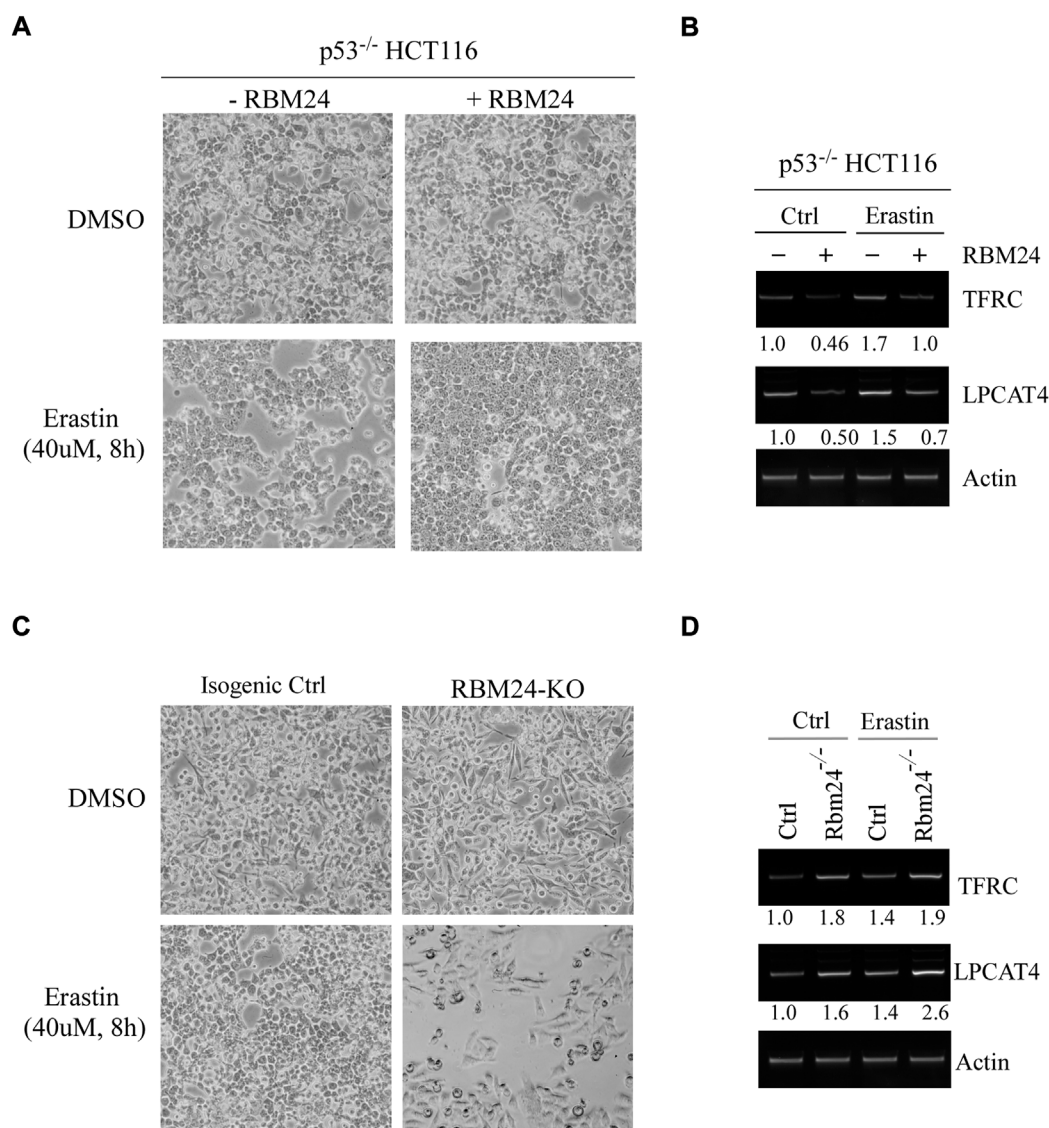 A
p53-/- HCT116
- RBM24
+ RBM24
DMSO
Erastin
(40uM, 8h)
B
p53-/- HCT116
Ctrl
Erastin
− + − + RBM24
TFRC
1.0 0.46 1.7 1.0
LPCAT4
1.0 0.50 1.5 0.7
Actin
C
Isogenic Ctrl
RBM24-KO
DMSO
Erastin
(40uM, 8h)
D
Ctrl
Erastin
Ctrl
Rbm24-/-
Ctrl
Rbm24-/-
TFRC
1.0 1.8 1.4 1.9
LPCAT4
1.0 1.6 1.4 2.6
Actin